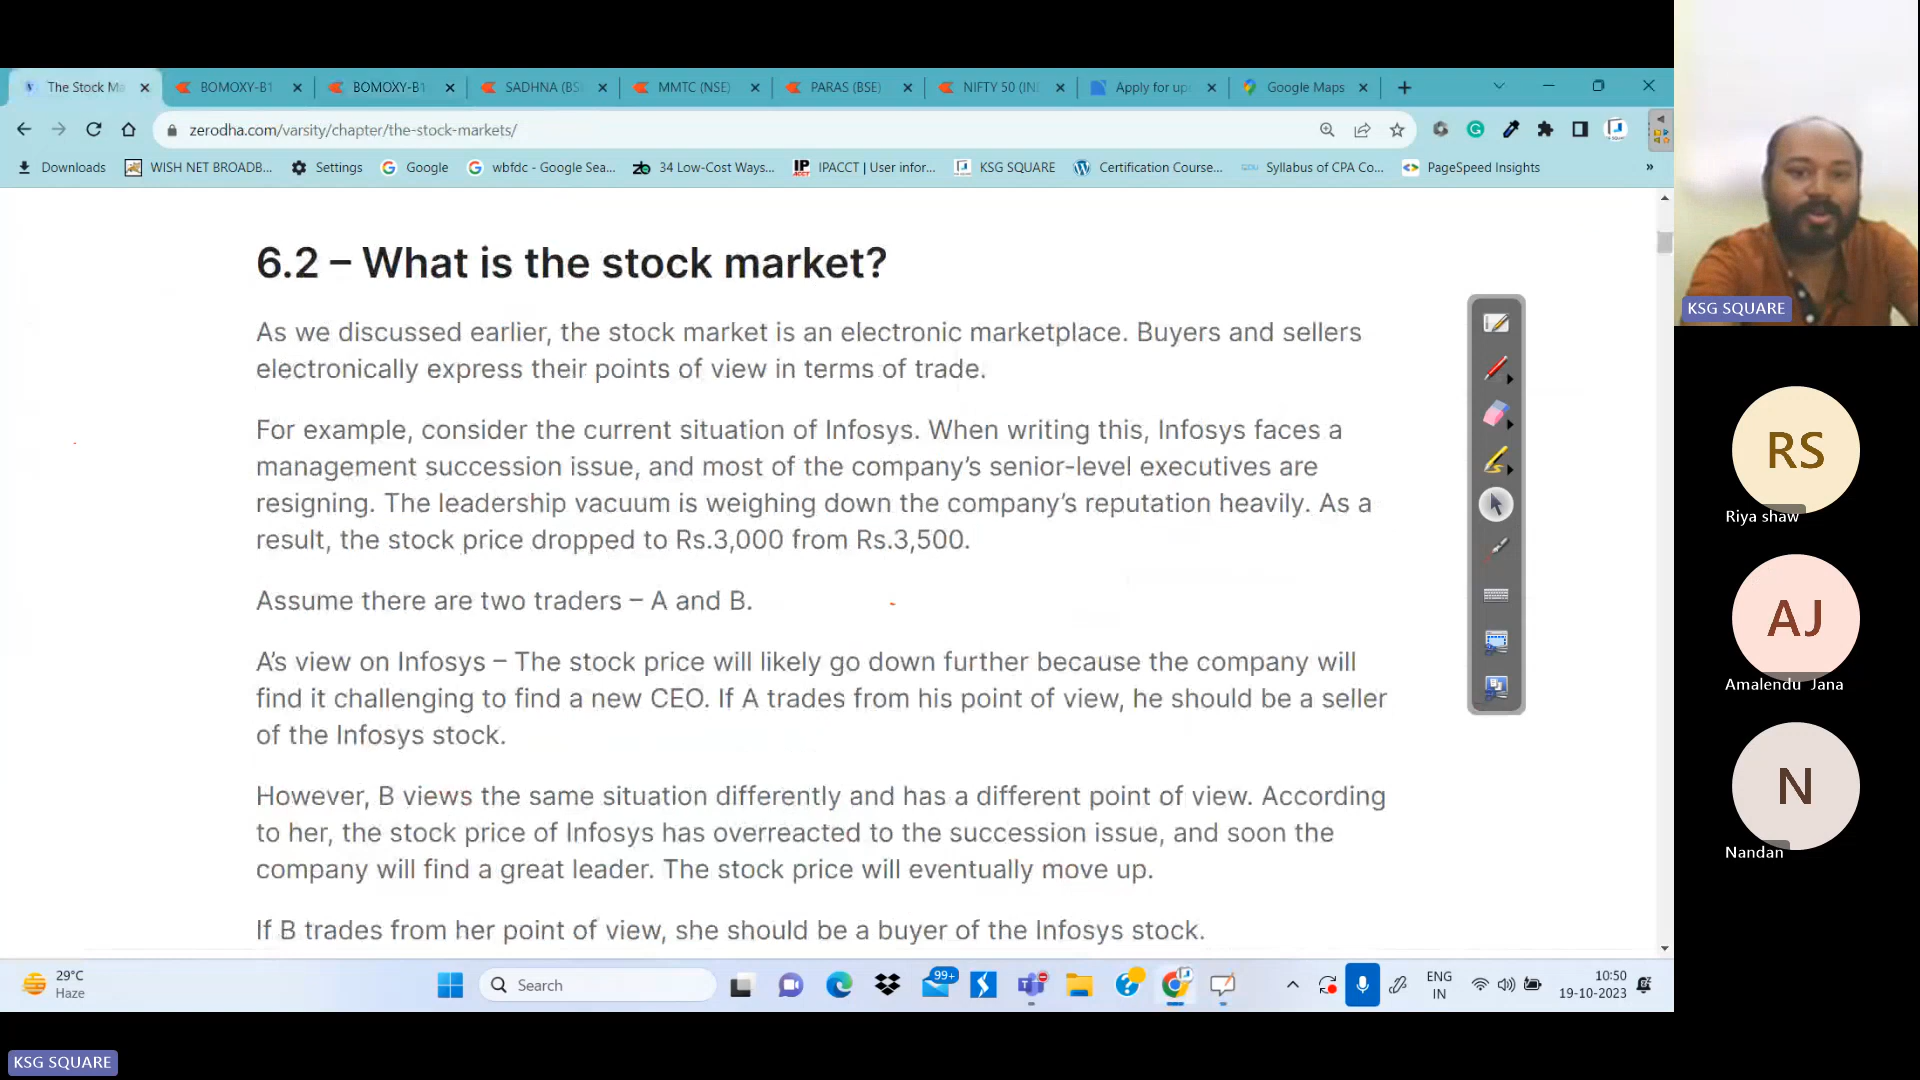 The Stock Ma
BOMOXY-B1
BOMOXY-B1
SADHNA (BS
MMTC (NSE)
PARAS (BSE)
NIFTY 50 (IN
Apply for up
Google Maps
zerodha.com/varsity/chapter/the-stock-markets/
Downloads
WISH NET BROADB...
Settings
Google
wbfdc - Google Sea...
34 Low-Cost Ways...
IPACCT | User infor...
KSG SQUARE
Certification Course...
Syllabus of CPA Co...
PageSpeed Insights
»
6.2 – What is the stock market?
As we discussed earlier, the stock market is an electronic marketplace. Buyers and sellers
electronically express their points of view in terms of trade.
For example, consider the current situation of Infosys. When writing this, Infosys faces a
management succession issue, and most of the company's senior-level executives are
resigning. The leadership vacuum is weighing down the company's reputation heavily. As a
result, the stock price dropped to Rs.3,000 from Rs.3,500.
Assume there are two traders – A and B.
A's view on Infosys – The stock price will likely go down further because the company will
find it challenging to find a new CEO. If A trades from his point of view, he should be a seller
of the Infosys stock.
However, B views the same situation differently and has a different point of view. According
to her, the stock price of Infosys has overreacted to the succession issue, and soon the
company will find a great leader. The stock price will eventually move up.
If B trades from her point of view, she should be a buyer of the Infosys stock.
KSG SQUARE
RS
Riya shaw
AJ
Amalendu Jana
N
Nandan
29°C
Haze
Search
99+
ENG
IN
10:50
19-10-2023
KSG SQUARE